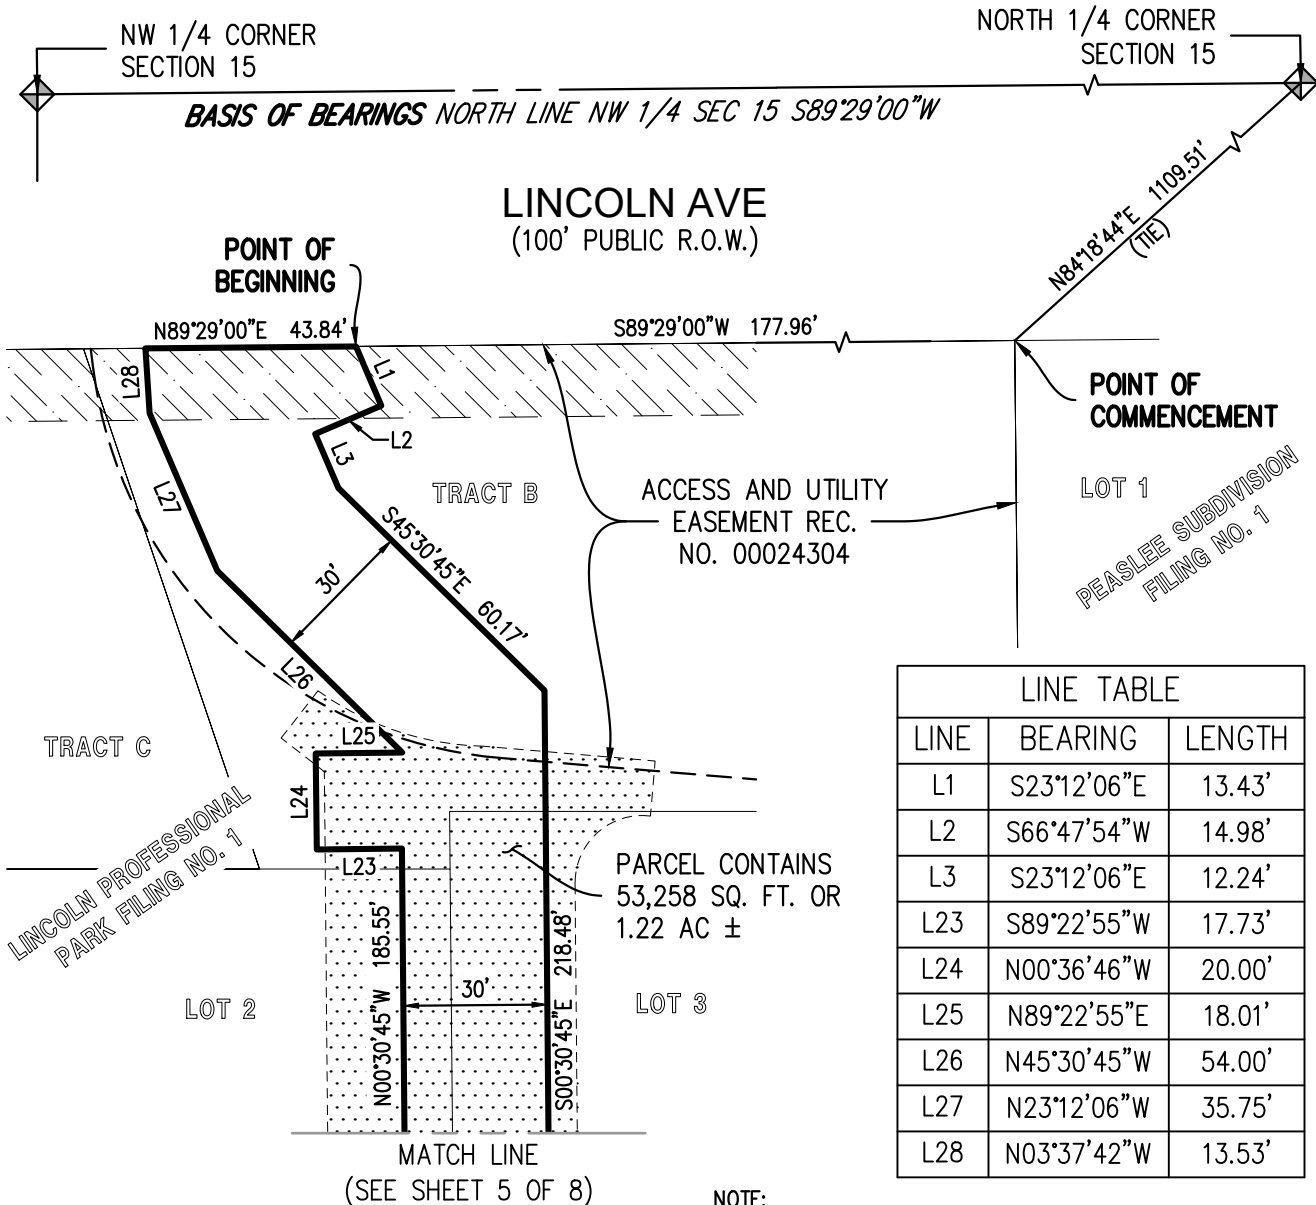 NW 1/4 CORNER
SECTION 15
NORTH 1/4 CORNER
SECTION 15
BASIS OF BEARINGS NORTH LINE NW 1/4 SEC 15 S89°29'00"W
LINCOLN AVE
(100' PUBLIC R.O.W.)
N84°18'44"E 1109.51'
(TIE)
POINT OF
BEGINNING
N89°29'00"E 43.84'
S89°29'00"W 177.96'
POINT OF
COMMENCEMENT
L28
L1
L2
L3
L27
TRACT B
LOT 1
PEASLEE SUBDIVISION
FILING NO. 1
ACCESS AND UTILITY
EASEMENT REC.
NO. 00024304
S45°30'45"E 60.17'
30'
L26
L25
TRACT C
L24
L23
LINCOLN PROFESSIONAL
PARK FILING NO. 1
PARCEL CONTAINS
53,258 SQ. FT. OR
1.22 AC ±
N00°30'45"W 185.55'
30'
S00°30'45"E 218.48'
LOT 2
LOT 3
MATCH LINE
(SEE SHEET 5 OF 8)
NOTE:
LINE TABLE
LINE BEARING LENGTH
L1 S23°12'06"E 13.43'
L2 S66°47'54"W 14.98'
L3 S23°12'06"E 12.24'
L23 S89°22'55"W 17.73'
L24 N00°36'46"W 20.00'
L25 N89°22'55"E 18.01'
L26 N45°30'45"W 54.00'
L27 N23°12'06"W 35.75'
L28 N03°37'42"W 13.53'